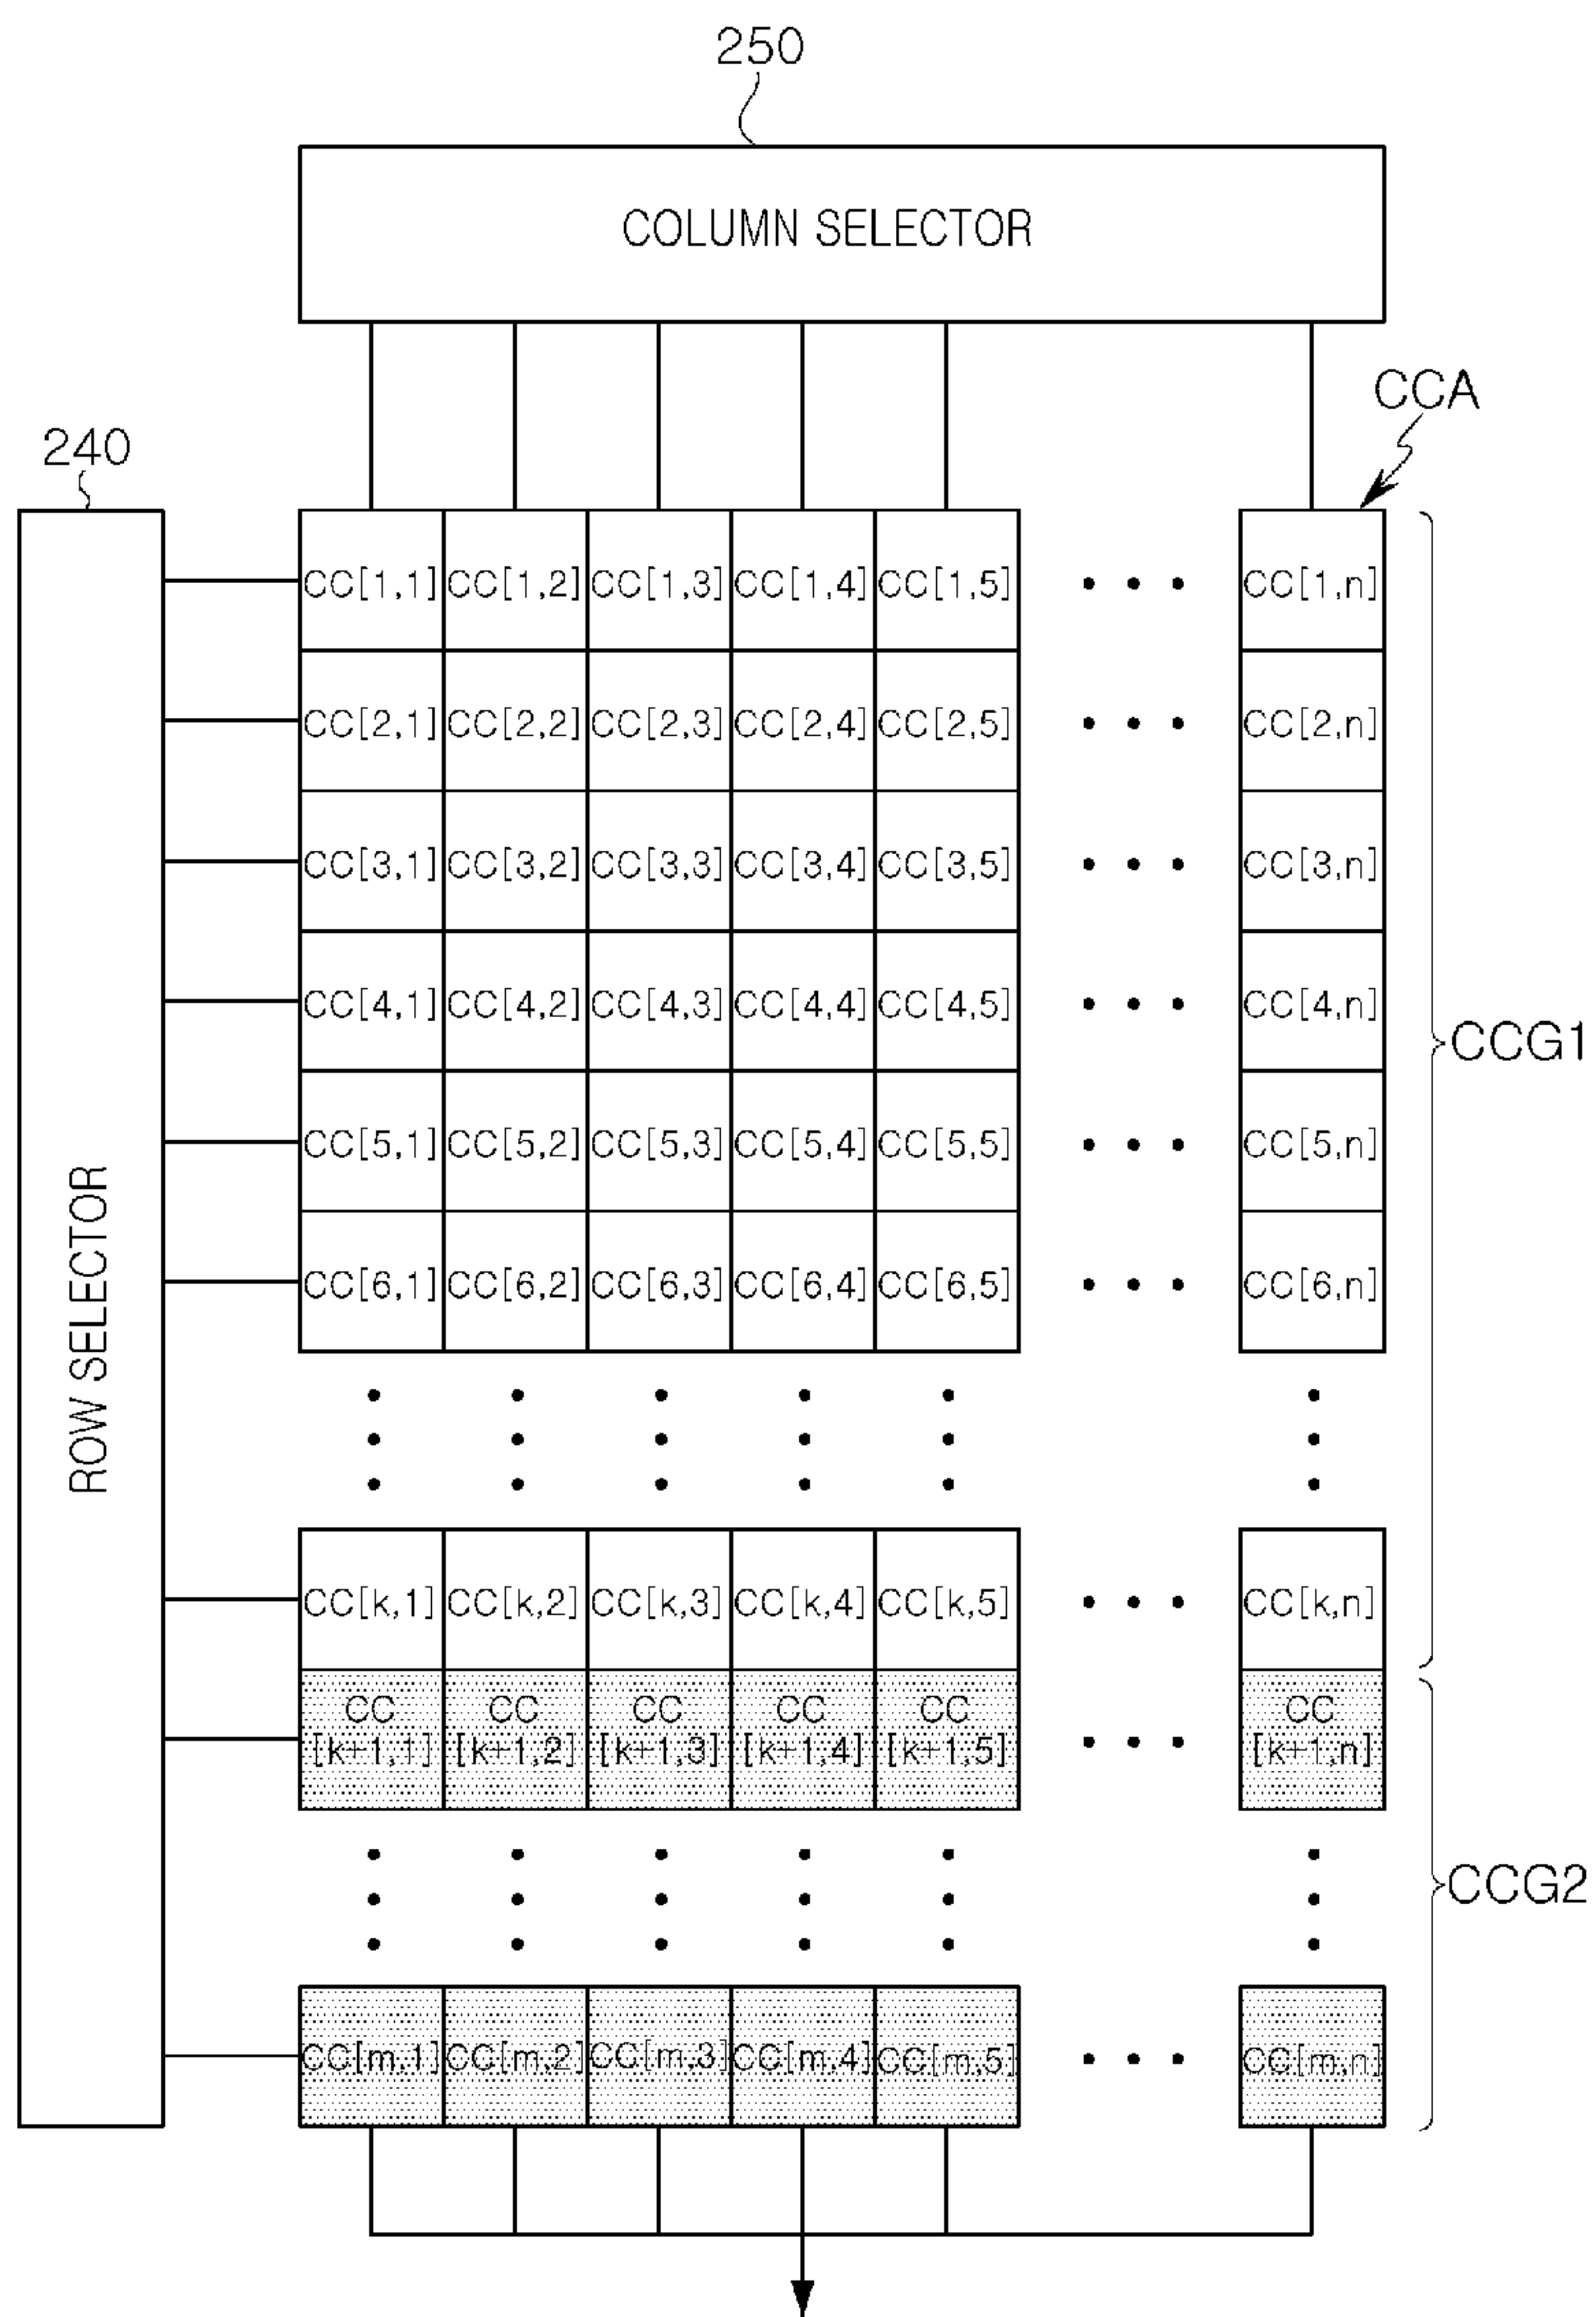 250
COLUMN SELECTOR
CCA
240
ROW SELECTOR
CC[1,1] CC[1,2] CC[1,3] CC[1,4] CC[1,5] • • • CC[1,n]
CC[2,1] CC[2,2] CC[2,3] CC[2,4] CC[2,5] • • • CC[2,n]
CC[3,1] CC[3,2] CC[3,3] CC[3,4] CC[3,5] • • • CC[3,n]
CC[4,1] CC[4,2] CC[4,3] CC[4,4] CC[4,5] • • • CC[4,n]
CCG1
CC[5,1] CC[5,2] CC[5,3] CC[5,4] CC[5,5] • • • CC[5,n]
CC[6,1] CC[6,2] CC[6,3] CC[6,4] CC[6,5] • • • CC[6,n]
CC[k,1] CC[k,2] CC[k,3] CC[k,4] CC[k,5] • • • CC[k,n]
CC CC CC CC CC CC
[k+1,1] [k+1,2] [k+1,3] [k+1,4] [k+1,5] • • • [k+1,n]
CCG2
CC[m,1] CC[m,2] CC[m,3] CC[m,4] CC[m,5] • • • CC[m,n]